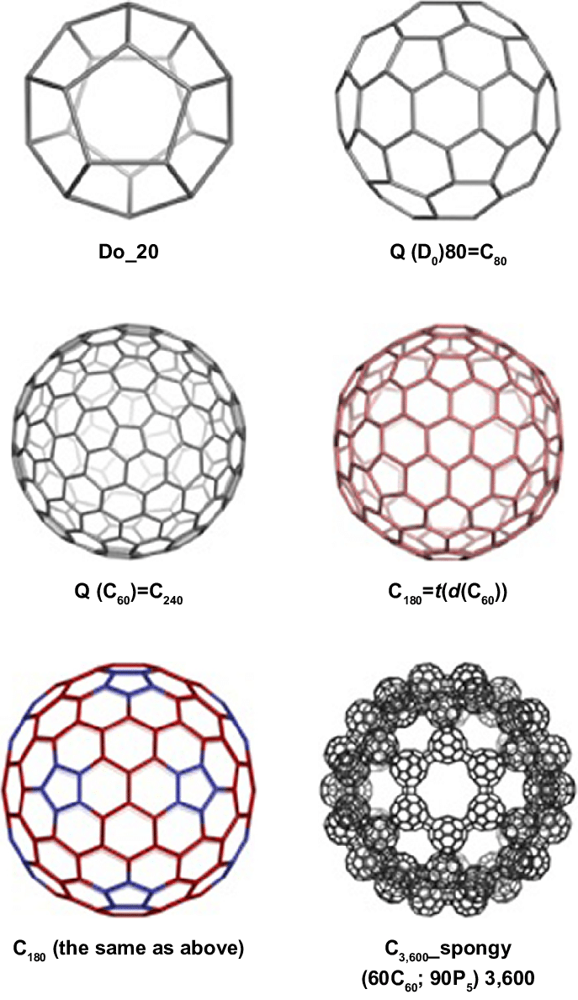 Do_20
Q (D₀)80=C₈₀
Q (C₆₀)=C₂₄₀
C₁₈₀=t(d(C₆₀))
C₁₈₀ (the same as above)
C₃,₆₀₀_spongy
(60C₆₀; 90P₅) 3,600